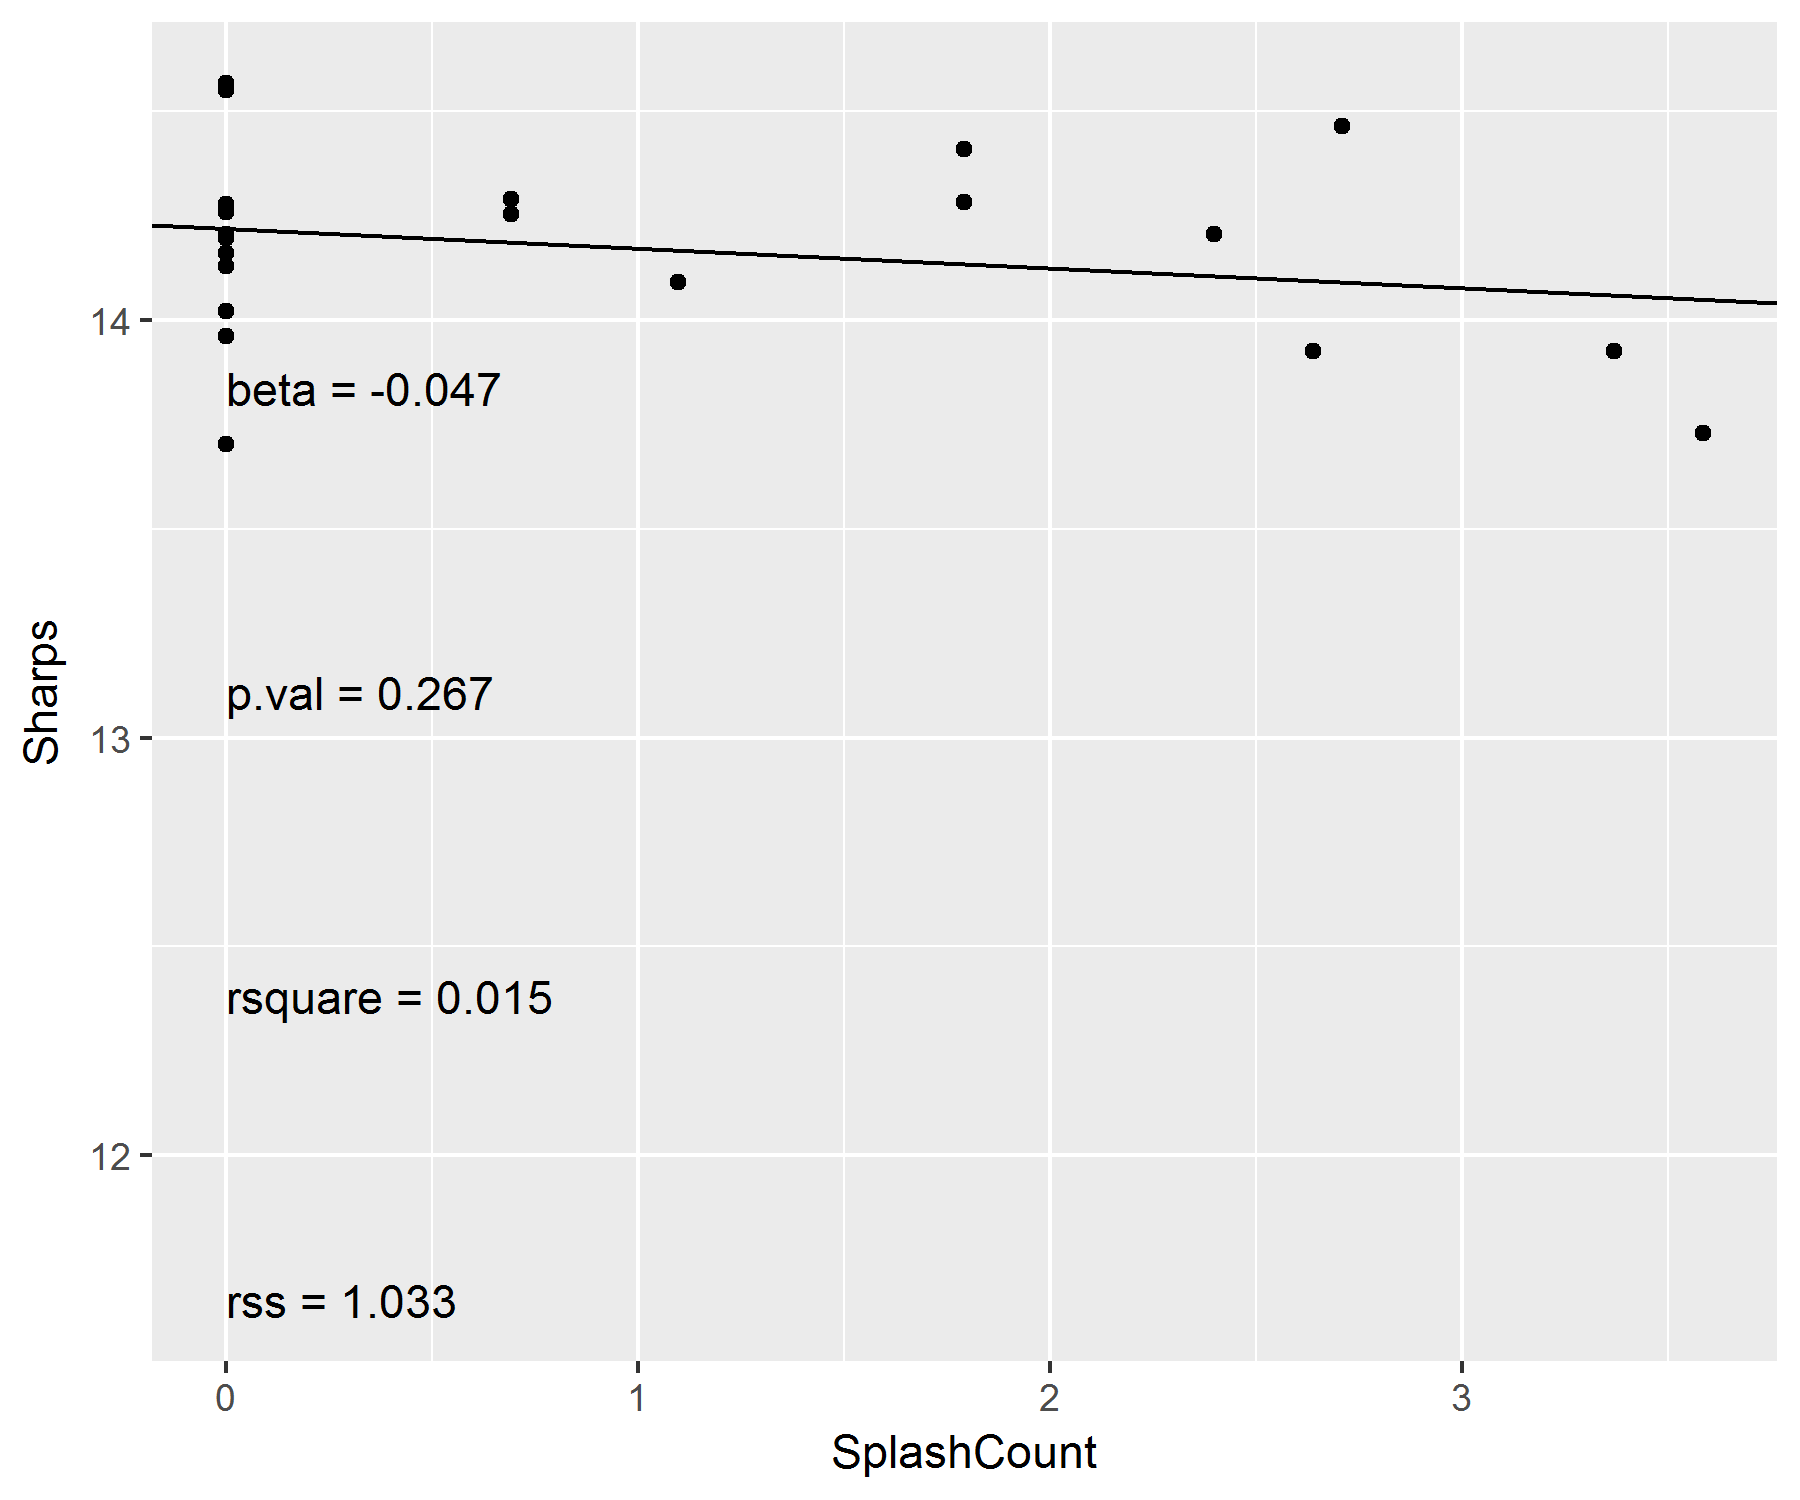 14
beta = -0.047
p.val = 0.267
13
Sharps
rsquare = 0.015
12
rss = 1.033
0 1 2 3
SplashCount